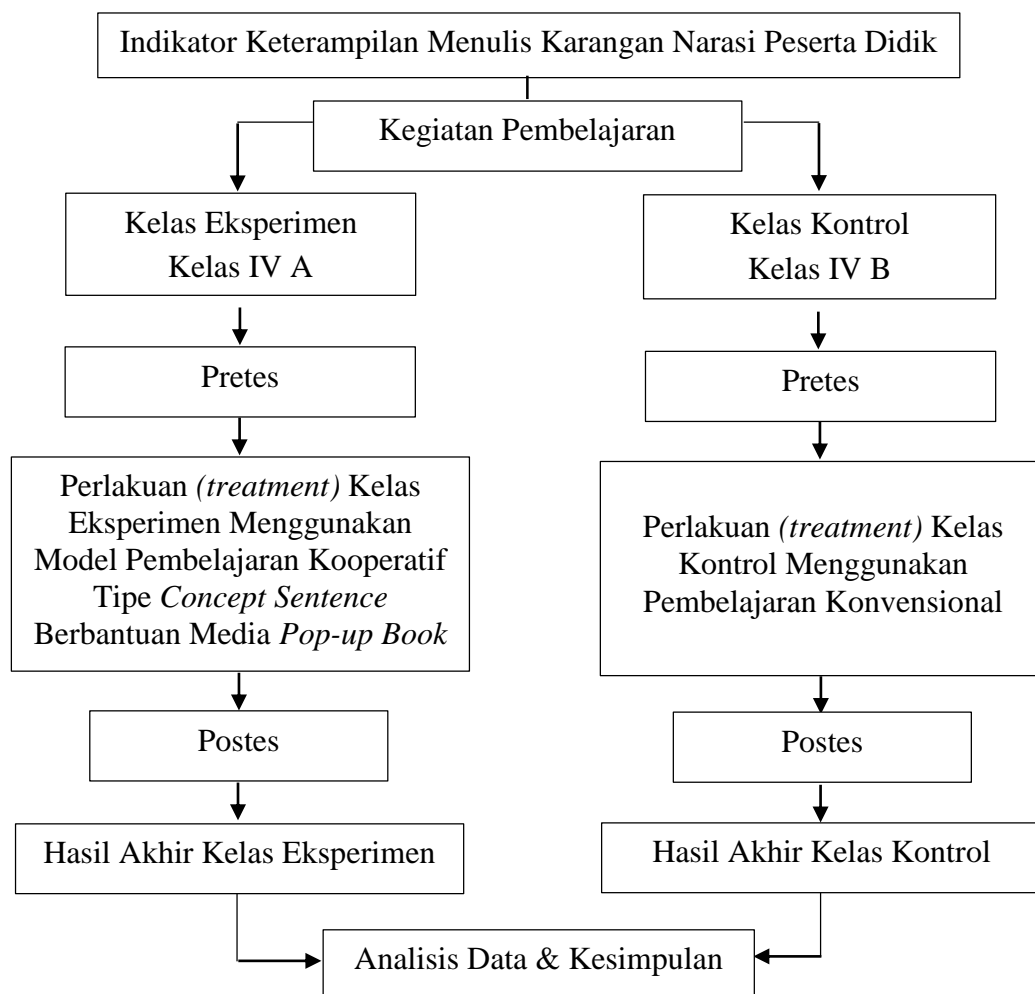 Indikator Keterampilan Menulis Karangan Narasi Peserta Didik
Kegiatan Pembelajaran
Kelas Eksperimen
Kelas IV A
Kelas Kontrol
Kelas IV B
Pretes
Pretes
Perlakuan (treatment) Kelas
Eksperimen Menggunakan
Model Pembelajaran Kooperatif
Tipe Concept Sentence
Berbantuan Media Pop-up Book
Perlakuan (treatment) Kelas
Kontrol Menggunakan
Pembelajaran Konvensional
Postes
Postes
Hasil Akhir Kelas Eksperimen
Hasil Akhir Kelas Kontrol
Analisis Data & Kesimpulan